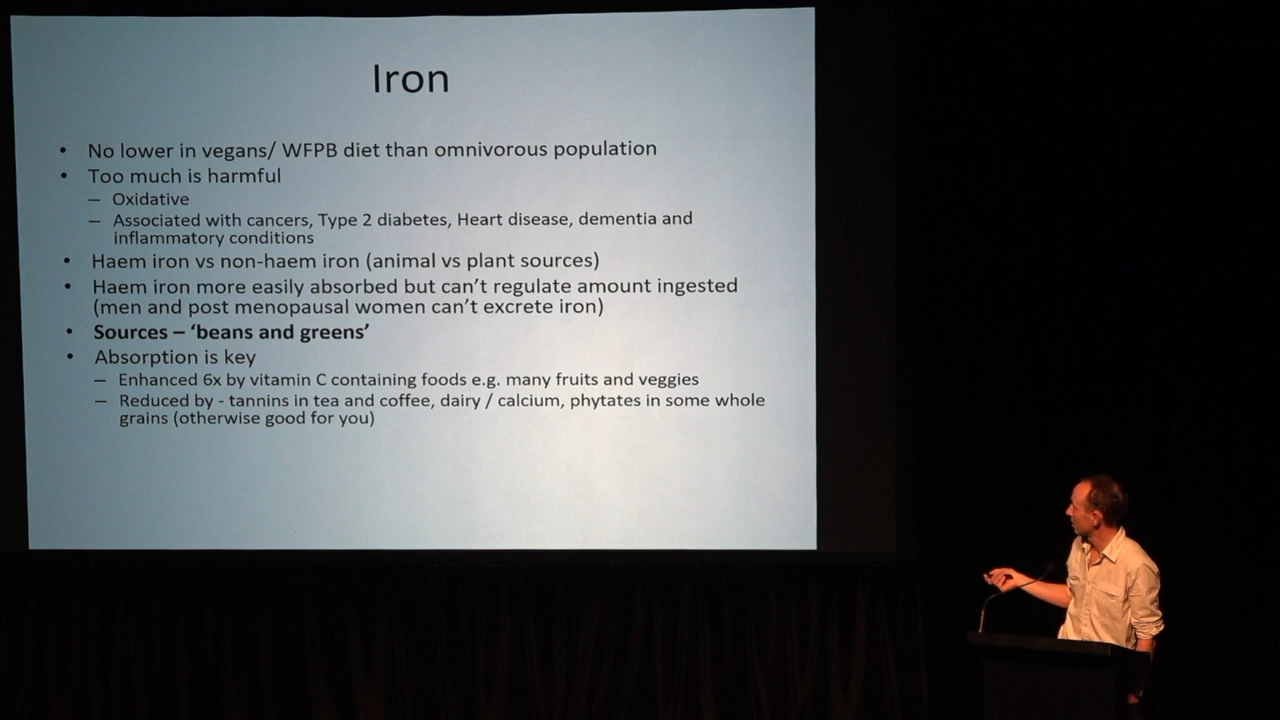 Iron
• No lower in vegans/ WFPB diet than omnivorous population
• Too much is harmful
– Oxidative
– Associated with cancers, Type 2 diabetes, Heart disease, dementia and
inflammatory conditions
• Haem iron vs non-haem iron (animal vs plant sources)
• Haem iron more easily absorbed but can’t regulate amount ingested
(men and post menopausal women can’t excrete iron)
• Sources – ‘beans and greens’
• Absorption is key
– Enhanced 6x by vitamin C containing foods e.g. many fruits and veggies
– Reduced by - tannins in tea and coffee, dairy / calcium, phytates in some whole
grains (otherwise good for you)